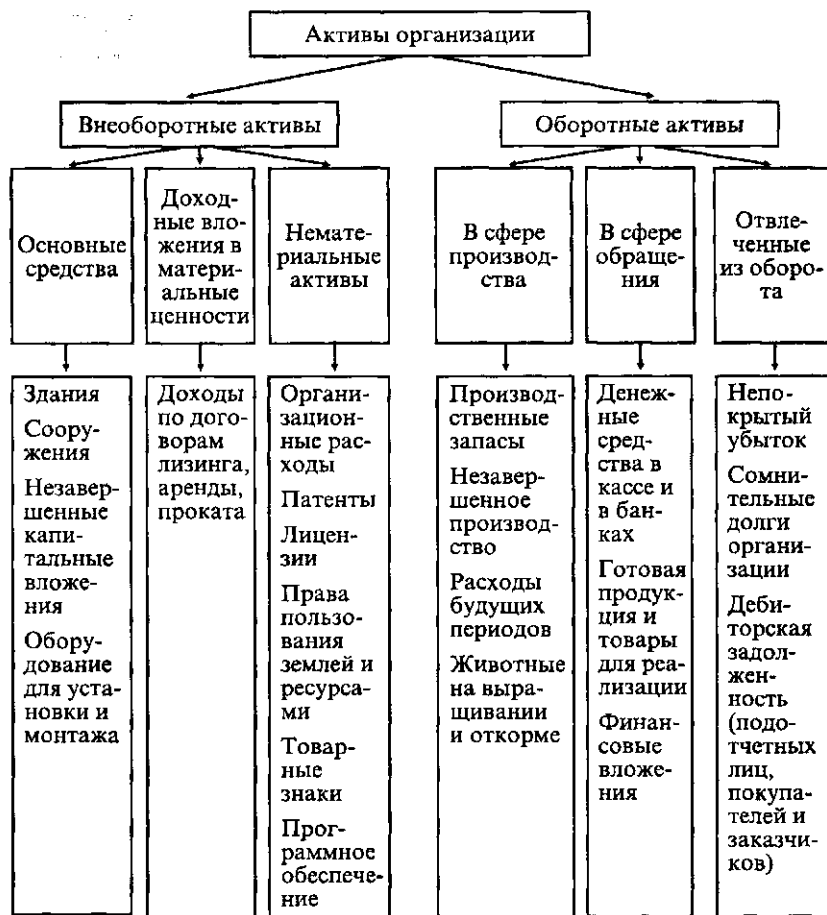 Активы организации
Внеоборотные активы
Оборотные активы
Основные
средства
Доход-
ные вло-
жения в
матери-
альные
ценности
Немате-
риальные
активы
В сфере
производ-
ства
В сфере
обраще-
ния
Отвле-
ченные
из оборо-
та
Здания
Соору-
жения
Незавер-
шенные
капи-
тальные
вложе-
ния
Обору-
дование
для уста-
новки и
монтажа
Доходы
по дого-
ворам
лизинга,
аренды,
проката
Органи-
зацион-
ные рас-
ходы
Патенты
Лицен-
зии
Права
пользо-
вания
землей и
ресурса-
ми
Товар-
ные
знаки
Прог-
раммное
обеспече-
ние
Производ-
ственные
запасы
Незавер-
шенное
производ-
ство
Расходы
будущих
периодов
Животные
на выра-
щивании
и откорме
Денеж-
ные
сред-
ства в
кассе и
в бан-
ках
Готовая
продук-
ция и
товары
для реа-
лизации
Финан-
совые
вложе-
ния
Непо-
крытый
убыток
Сомни-
тельные
долги
органи-
зации
Деби-
торская
задол-
женность
(подо-
тчетных
лиц,
покупа-
телей и
заказчи-
ков)